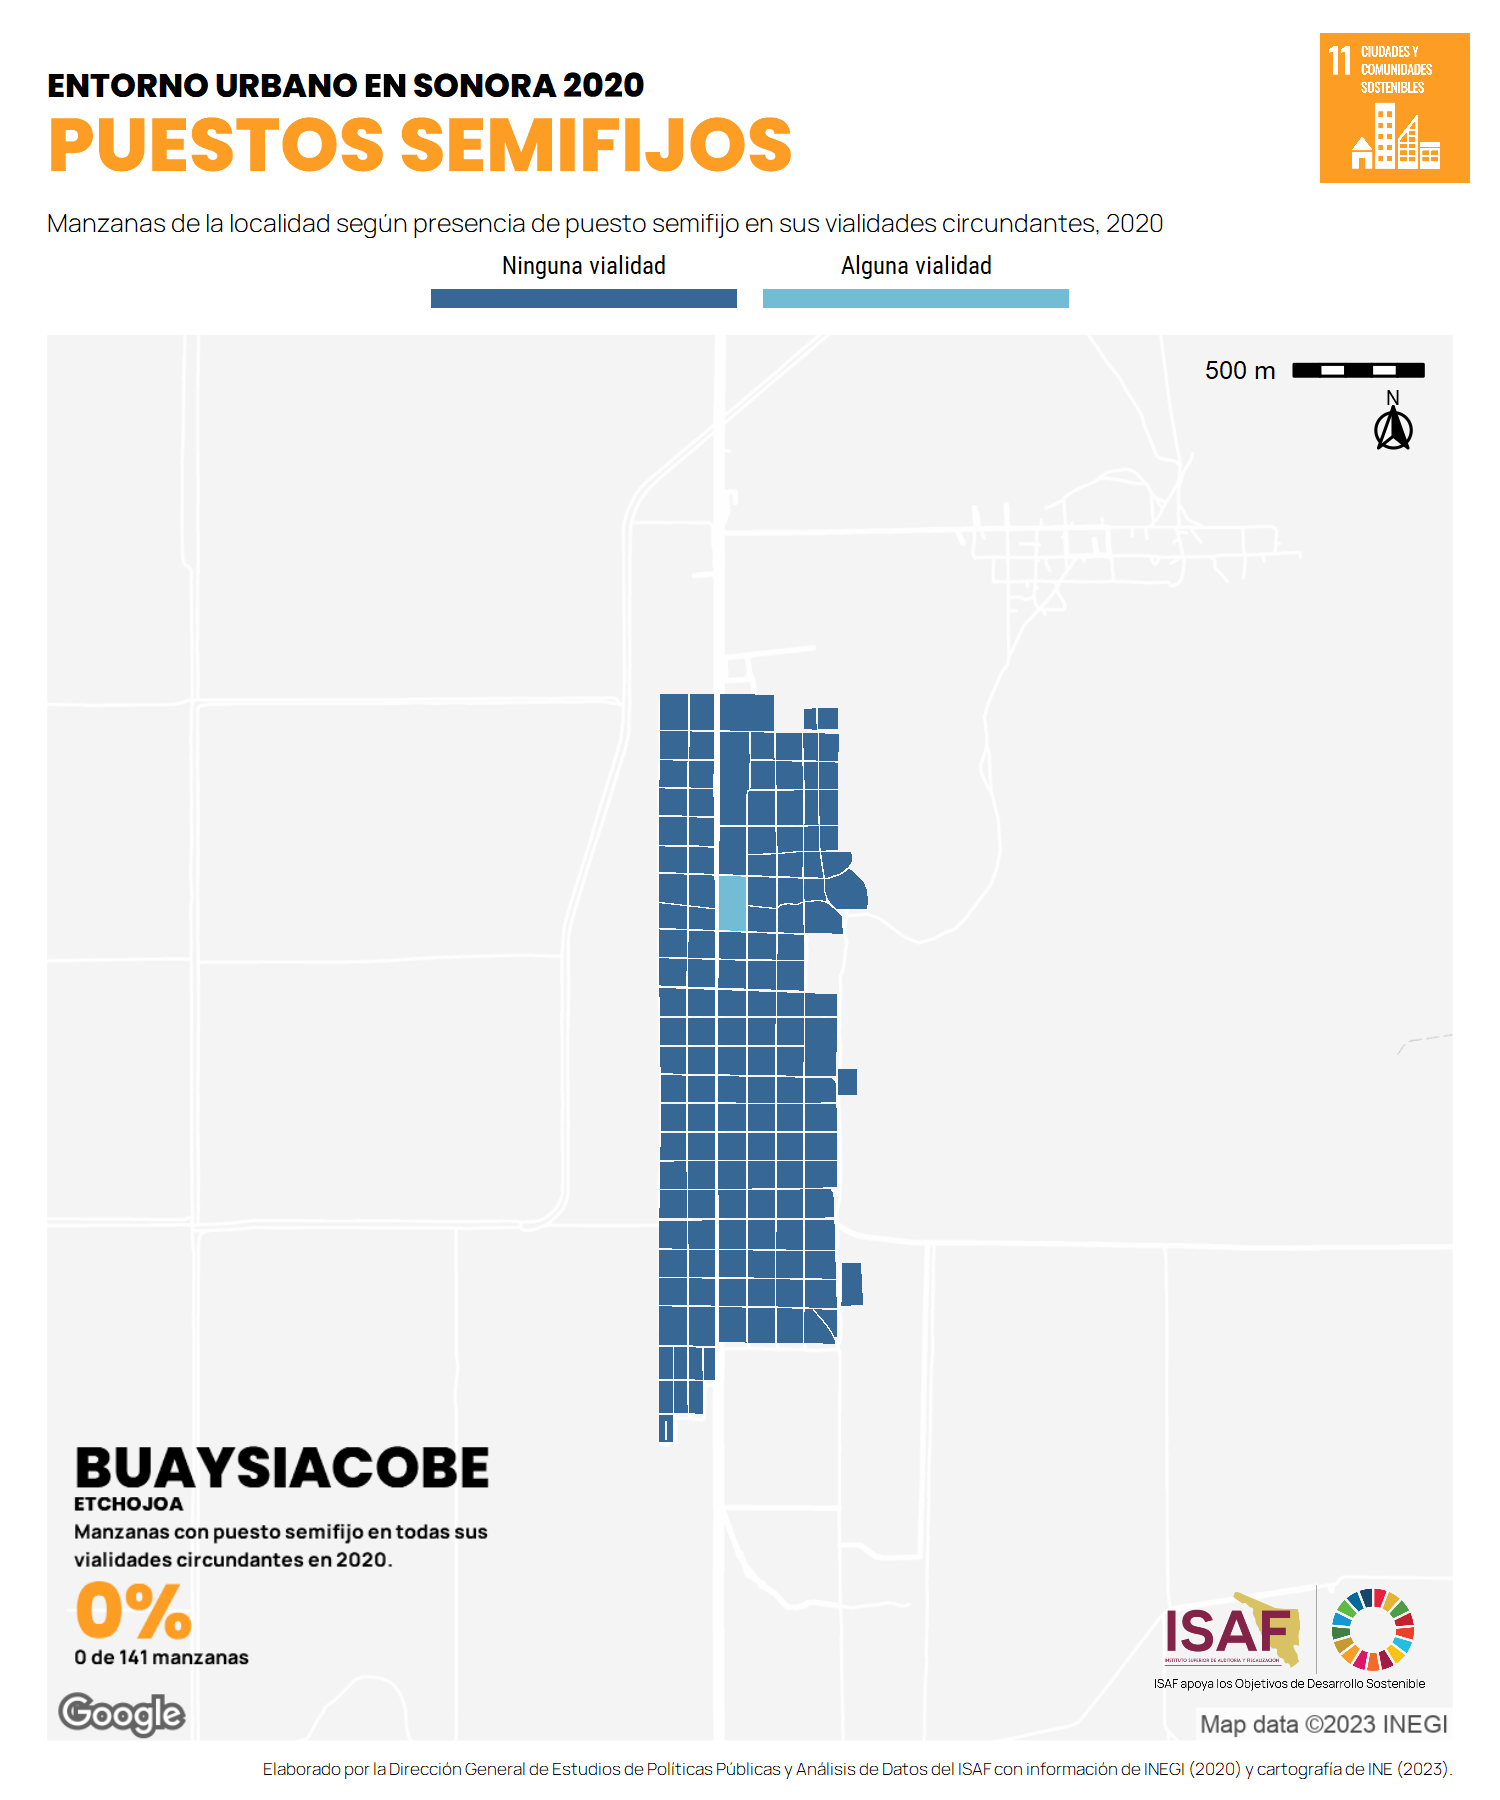 ENTORNO URBANO EN SONORA 2020
PUESTOS SEMIFIJOS
11 CIUDADES Y
COMUNIDADES
SOSTENIBLES
Manzanas de la localidad según presencia de puesto semifijo en sus vialidades circundantes, 2020
Ninguna vialidad
Alguna vialidad
500 m
N
BUAYSIACOBE
ETCHOJOA
Manzanas con puesto semifijo en todas sus
vialidades circundantes en 2020.
0%
0 de 141 manzanas
ISAF
INSTITUTO SUPERIOR DE AUDITORÍA Y FISCALIZACIÓN
ISAF apoya los Objetivos de Desarrollo Sostenible
Google
Map data ©2023 INEGI
Elaborado por la Dirección General de Estudios de Políticas Públicas y Análisis de Datos del ISAF con información de INEGI (2020) y cartografía de INE (2023).